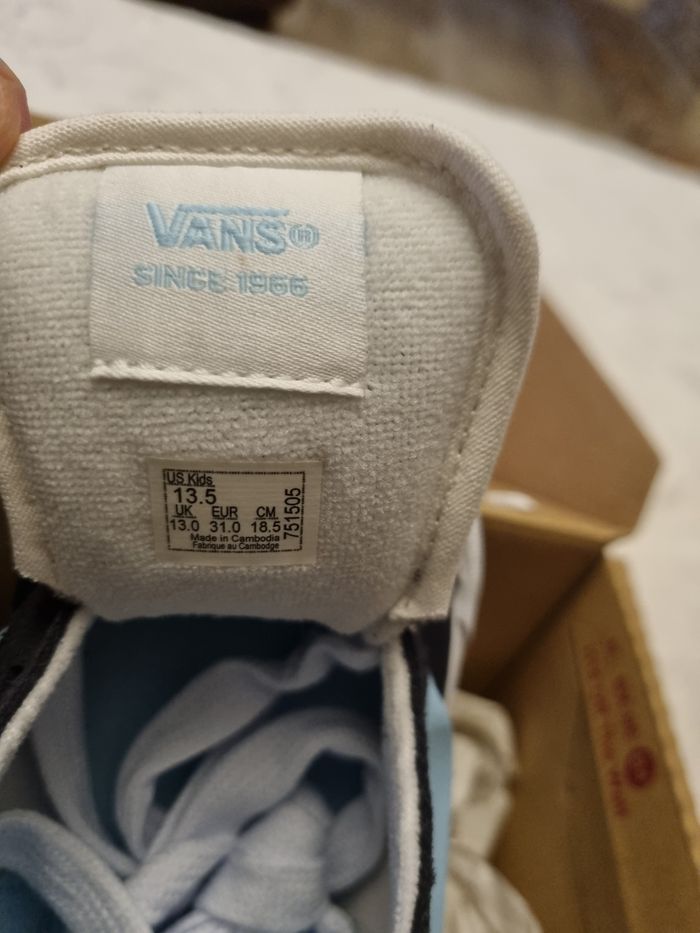 VANS
SINCE 1966
US Kids
13.5
UK EUR CM
13.0 31.0 18.5
Made in Cambodia
Fabrique au Cambodge
751505